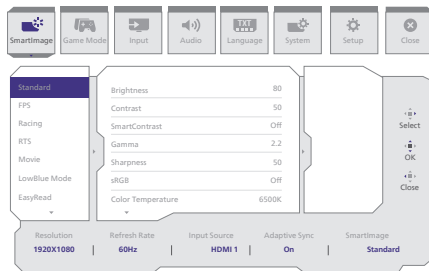 SmartImage
Game Mode
Input
Audio
TXT
Language
System
Setup
Close
Standard
FPS
Racing
RTS
Movie
LowBlue Mode
EasyRead
Brightness 80
Contrast 50
SmartContrast Off
Gamma 2.2
Sharpness 50
sRGB Off
Color Temperature 6500K
Select
OK
Close
Resolution Refresh Rate Input Source Adaptive Sync SmartImage
1920X1080 | 60Hz | HDMI 1 | On | Standard